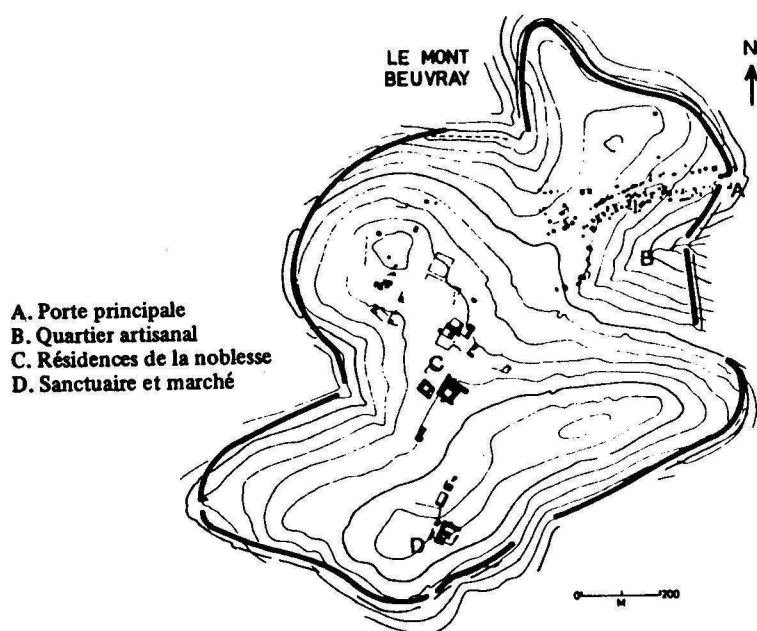 LE MONT
BEUVRAY
N
A
B
A. Porte principale
B. Quartier artisanal
C. Résidences de la noblesse
D. Sanctuaire et marché
C
D
0 200
M